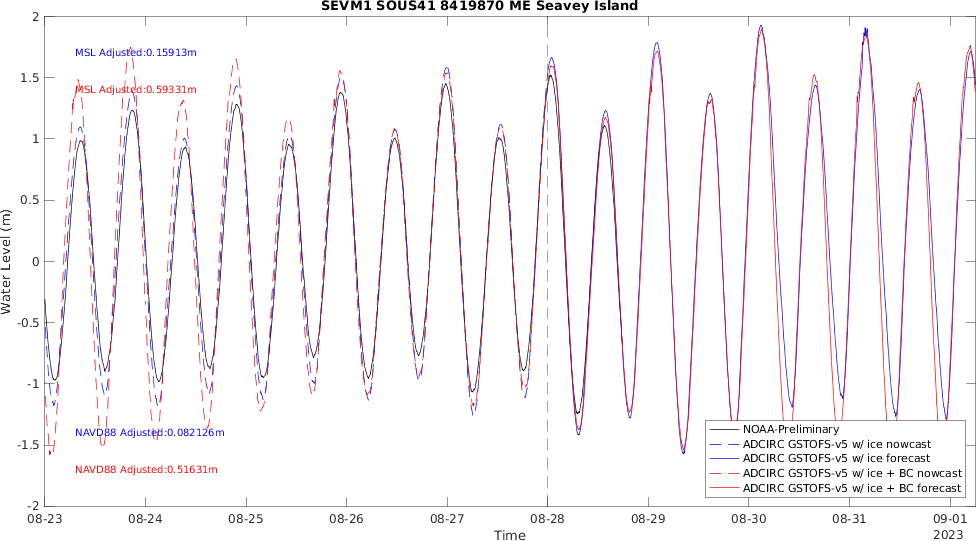 SEVM1 SOUS41 8419870 ME Seavey Island
2
1.5
1
0.5
0
-0.5
-1
-1.5
-2
Water Level (m)
MSL Adjusted:0.15913m
MSL Adjusted:0.59331m
NAVD88 Adjusted:0.082126m
NAVD88 Adjusted:0.51631m
NOAA-Preliminary
ADCIRC GSTOFS-v5 w/ ice nowcast
ADCIRC GSTOFS-v5 w/ ice forecast
ADCIRC GSTOFS-v5 w/ ice + BC nowcast
ADCIRC GSTOFS-v5 w/ ice + BC forecast
08-23 08-24 08-25 08-26 08-27 08-28 08-29 08-30 08-31 09-01
Time 2023